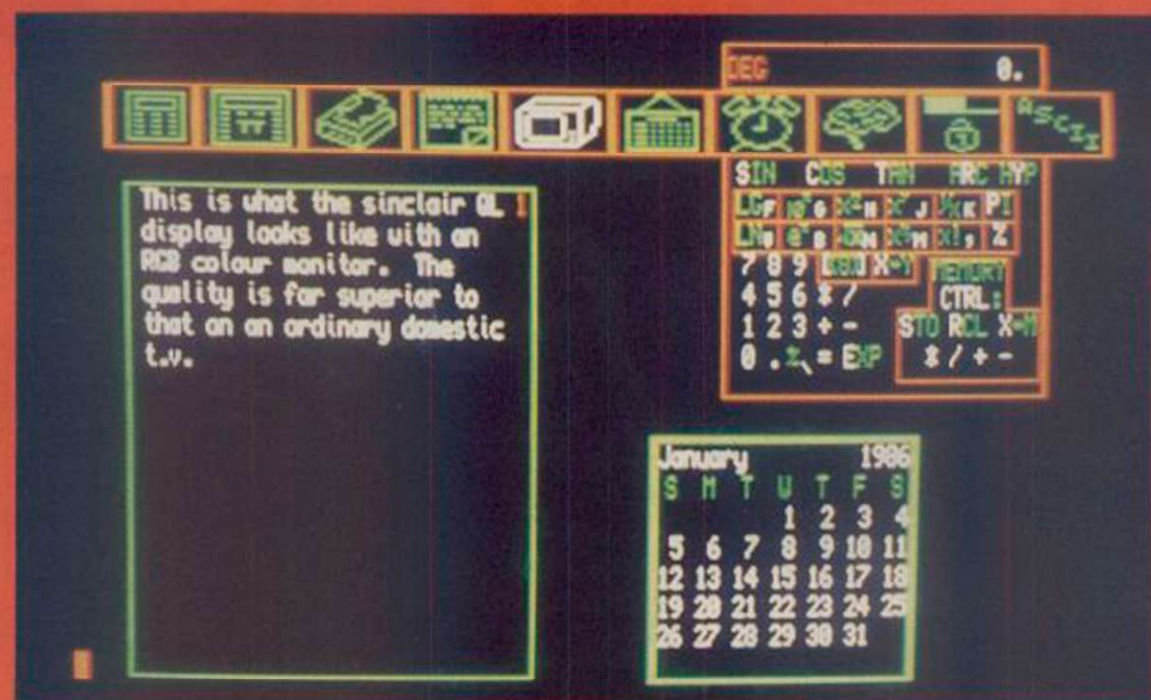 DEG 0.
ASCII
SIN COS TAN ARC HYP
This is what the sinclair QL
display looks like with an
RGB colour monitor. The
quality is far superior to
that on an ordinary domestic
t.v.
PI
%
7 8 9
MEMORY
4 5 6 * /
CTRL:
1 2 3 + -
STO RCL X-M
0 . = EXP
* / + -
January 1986
S M T W T F S
1 2 3 4
5 6 7 8 9 10 11
12 13 14 15 16 17 18
19 20 21 22 23 24 25
26 27 28 29 30 31